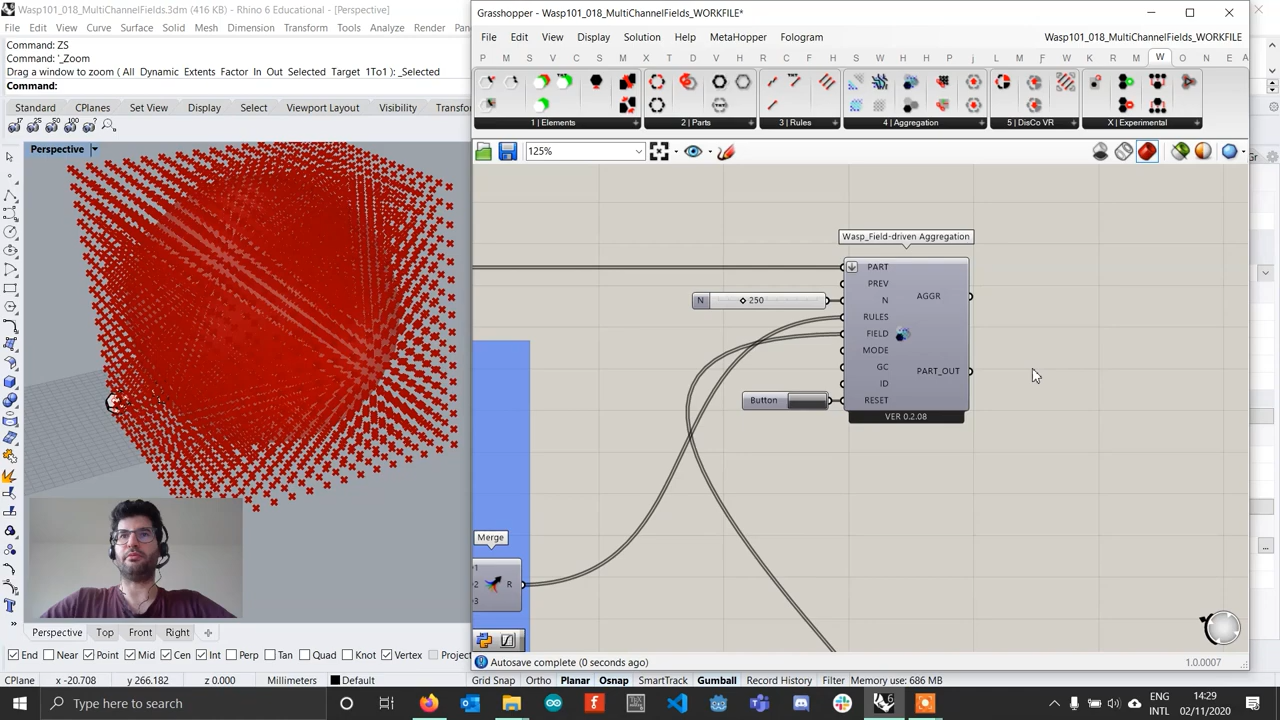 Wasp101_018_MultiChannelFields.3dm (416 KB) - Rhino 6 Educational - [Perspective]
File Edit View Curve Surface Solid Mesh Dimension Transform Tools Analyze Render
Command: ZS
Command: '_Zoom
Drag a window to zoom ( All Dynamic Extents Factor In Out Selected Target 1To1 ): _Selected
Command:
Standard CPlanes Set View Display Select Viewport Layout Visibility Transfor
Perspective
Grasshopper - Wasp101_018_MultiChannelFields_WORKFILE*
File Edit View Display Solution Help MetaHopper Fologram
Wasp101_018_MultiChannelFields_WORKFILE
P M S V C S M I X T D V M D R C K H S W L H P j L M F W W O N E A
1 | Elements
2 | Parts
3 | Rules
4 | Aggregation
5 | DisCo VR
X | Experimental
125%
Wasp_Field-driven Aggregation
PART
PREV
N 250
N
RULES
FIELD
MODE
GC
ID
RESET
AGGR
PART_OUT
Button
VER 0.2.08
Merge
R
Autosave complete (0 seconds ago)
1.0.0007
Perspective Top Front Right
End Near Point Mid Cen Int Perp Tan Quad Knot Vertex Project
CPlane x -20.708 y 266.182 z 0.000 Millimeters Default Grid Snap Ortho Planar Osnap SmartTrack Gumball Record History Filter Memory use: 686 MB
Type here to search
ENG
INTL
14:29
02/11/2020